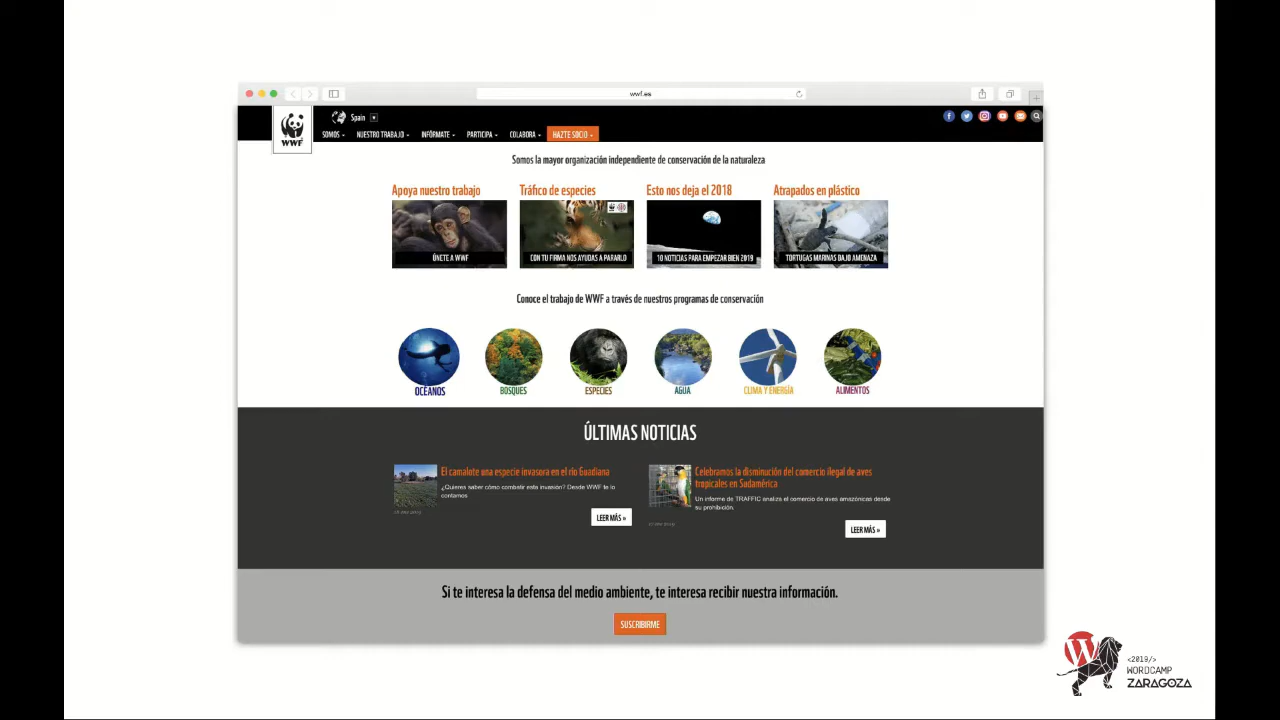 wwf.es
Spain
WWF
SOMOS NUESTRO TRABAJO INFÓRMATE PARTICIPA COLABORA HAZTE SOCIO
Somos la mayor organización independiente de conservación de la naturaleza
Apoya nuestro trabajo Tráfico de especies Esto nos deja el 2018 Atrapados en plástico
ÚNETE A WWF CON TU FIRMA NOS AYUDAS A PARARLO 10 NOTICIAS PARA EMPEZAR BIEN 2019 TORTUGAS MARINAS BAJO AMENAZA
Conoce el trabajo de WWF a través de nuestros programas de conservación
OCÉANOS BOSQUES ESPECIES AGUA CLIMA Y ENERGÍA ALIMENTOS
ÚLTIMAS NOTICIAS
El camalote una especie invasora en el río Guadiana
¿Quieres saber cómo combatir esta invasión? Desde WWF te lo
contamos
LEER MÁS »
Celebramos la disminución del comercio ilegal de aves
tropicales en Sudamérica
Un informe de TRAFFIC analiza el comercio de aves amazónicas desde
su prohibición.
LEER MÁS »
Si te interesa la defensa del medio ambiente, te interesa recibir nuestra información.
SUSCRIBIRME
<2019/>
WORDCAMP
ZARAGOZA